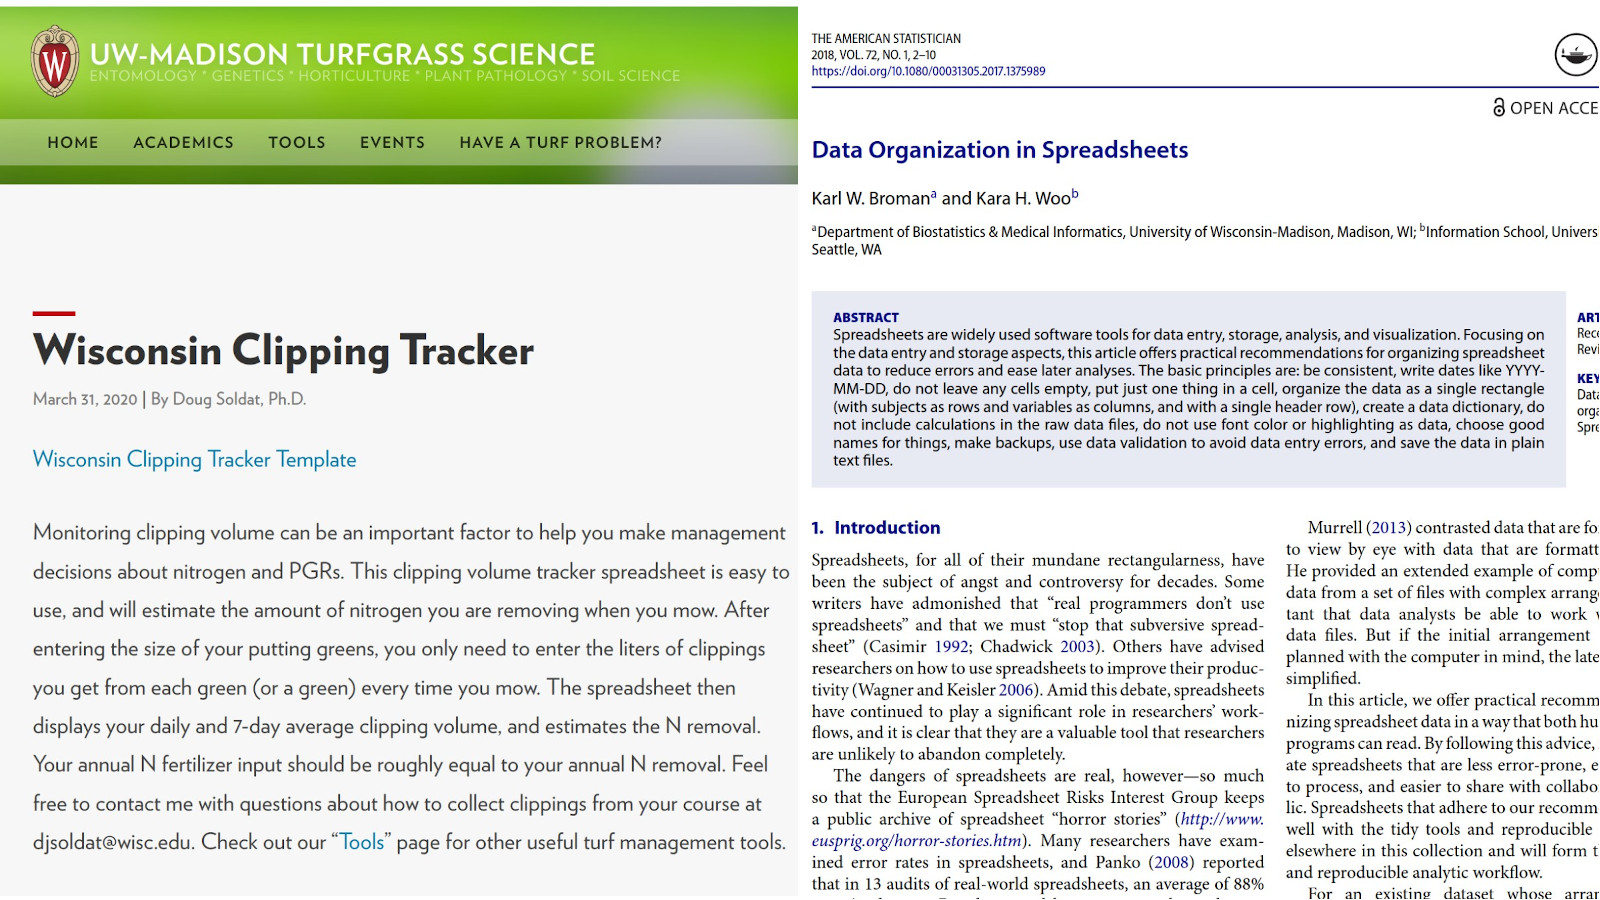 W
UW-MADISON TURFGRASS SCIENCE
ENTOMOLOGY * GENETICS * HORTICULTURE * PLANT PATHOLOGY * SOIL SCIENCE
HOME ACADEMICS TOOLS EVENTS HAVE A TURF PROBLEM?
Wisconsin Clipping Tracker
March 31, 2020 | By Doug Soldat, Ph.D.
Wisconsin Clipping Tracker Template
Monitoring clipping volume can be an important factor to help you make management
decisions about nitrogen and PGRs. This clipping volume tracker spreadsheet is easy to
use, and will estimate the amount of nitrogen you are removing when you mow. After
entering the size of your putting greens, you only need to enter the liters of clippings
you get from each green (or a green) every time you mow. The spreadsheet then
displays your daily and 7-day average clipping volume, and estimates the N removal.
Your annual N fertilizer input should be roughly equal to your annual N removal. Feel
free to contact me with questions about how to collect clippings from your course at
djsoldat@wisc.edu. Check out our “Tools” page for other useful turf management tools.
THE AMERICAN STATISTICIAN
2018, VOL. 72, NO. 1, 2–10
https://doi.org/10.1080/00031305.2017.1375989
OPEN ACCE
Data Organization in Spreadsheets
Karl W. Bromanᵃ and Kara H. Wooᵇ
ᵃDepartment of Biostatistics & Medical Informatics, University of Wisconsin-Madison, Madison, WI; ᵇInformation School, Univers
Seattle, WA
ABSTRACT
Spreadsheets are widely used software tools for data entry, storage, analysis, and visualization. Focusing on
the data entry and storage aspects, this article offers practical recommendations for organizing spreadsheet
data to reduce errors and ease later analyses. The basic principles are: be consistent, write dates like YYYY-
MM-DD, do not leave any cells empty, put just one thing in a cell, organize the data as a single rectangle
(with subjects as rows and variables as columns, and with a single header row), create a data dictionary, do
not include calculations in the raw data files, do not use font color or highlighting as data, choose good
names for things, make backups, use data validation to avoid data entry errors, and save the data in plain
text files.
ART
Rece
Revi
KEY
Data
orga
Spre
1. Introduction
Spreadsheets, for all of their mundane rectangularness, have
been the subject of angst and controversy for decades. Some
writers have admonished that “real programmers don’t use
spreadsheets” and that we must “stop that subversive spread-
sheet” (Casimir 1992; Chadwick 2003). Others have advised
researchers on how to use spreadsheets to improve their produc-
tivity (Wagner and Keisler 2006). Amid this debate, spreadsheets
have continued to play a significant role in researchers’ work-
flows, and it is clear that they are a valuable tool that researchers
are unlikely to abandon completely.
The dangers of spreadsheets are real, however—so much
so that the European Spreadsheet Risks Interest Group keeps
a public archive of spreadsheet “horror stories” (http://www.
eusprig.org/horror-stories.htm). Many researchers have exam-
ined error rates in spreadsheets, and Panko (2008) reported
that in 13 audits of real-world spreadsheets, an average of 88%
Murrell (2013) contrasted data that are fo
to view by eye with data that are formatt
He provided an extended example of comp
data from a set of files with complex arrang
tant that data analysts be able to work w
data files. But if the initial arrangement
planned with the computer in mind, the late
simplified.
In this article, we offer practical recomm
nizing spreadsheet data in a way that both hu
programs can read. By following this advice,
ate spreadsheets that are less error-prone, e
to process, and easier to share with collabo
lic. Spreadsheets that adhere to our recomm
well with the tidy tools and reproducible
elsewhere in this collection and will form t
and reproducible analytic workflow.
For an existing dataset whose arran